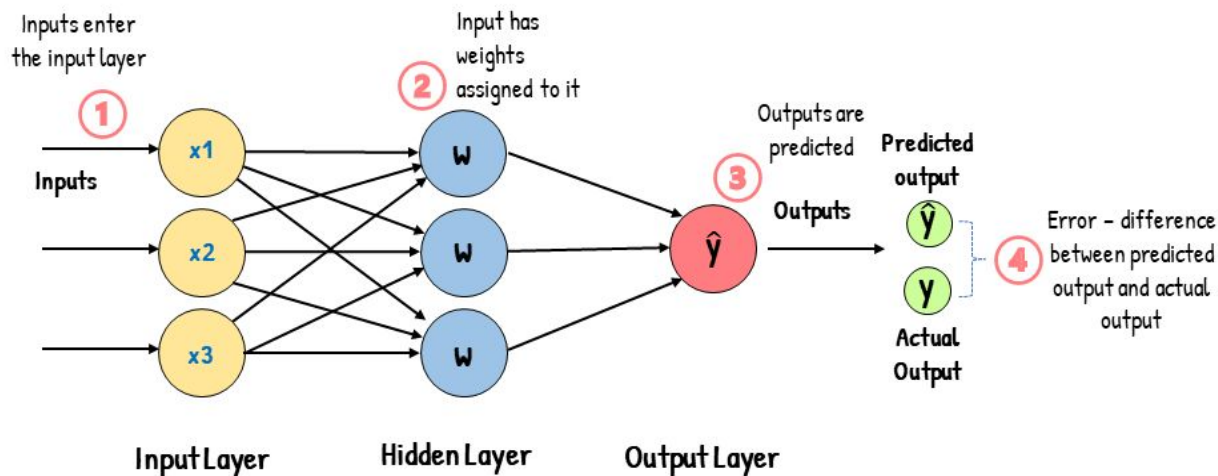 Inputs enter
the input layer
1
Inputs
x1
x2
x3
Input Layer
2
Input has
weights
assigned to it
w
w
w
Hidden Layer
3
Outputs are
predicted
ŷ
Outputs
Output Layer
Predicted
output
ŷ
y
Actual
Output
4
Error - difference
between predicted
output and actual
output